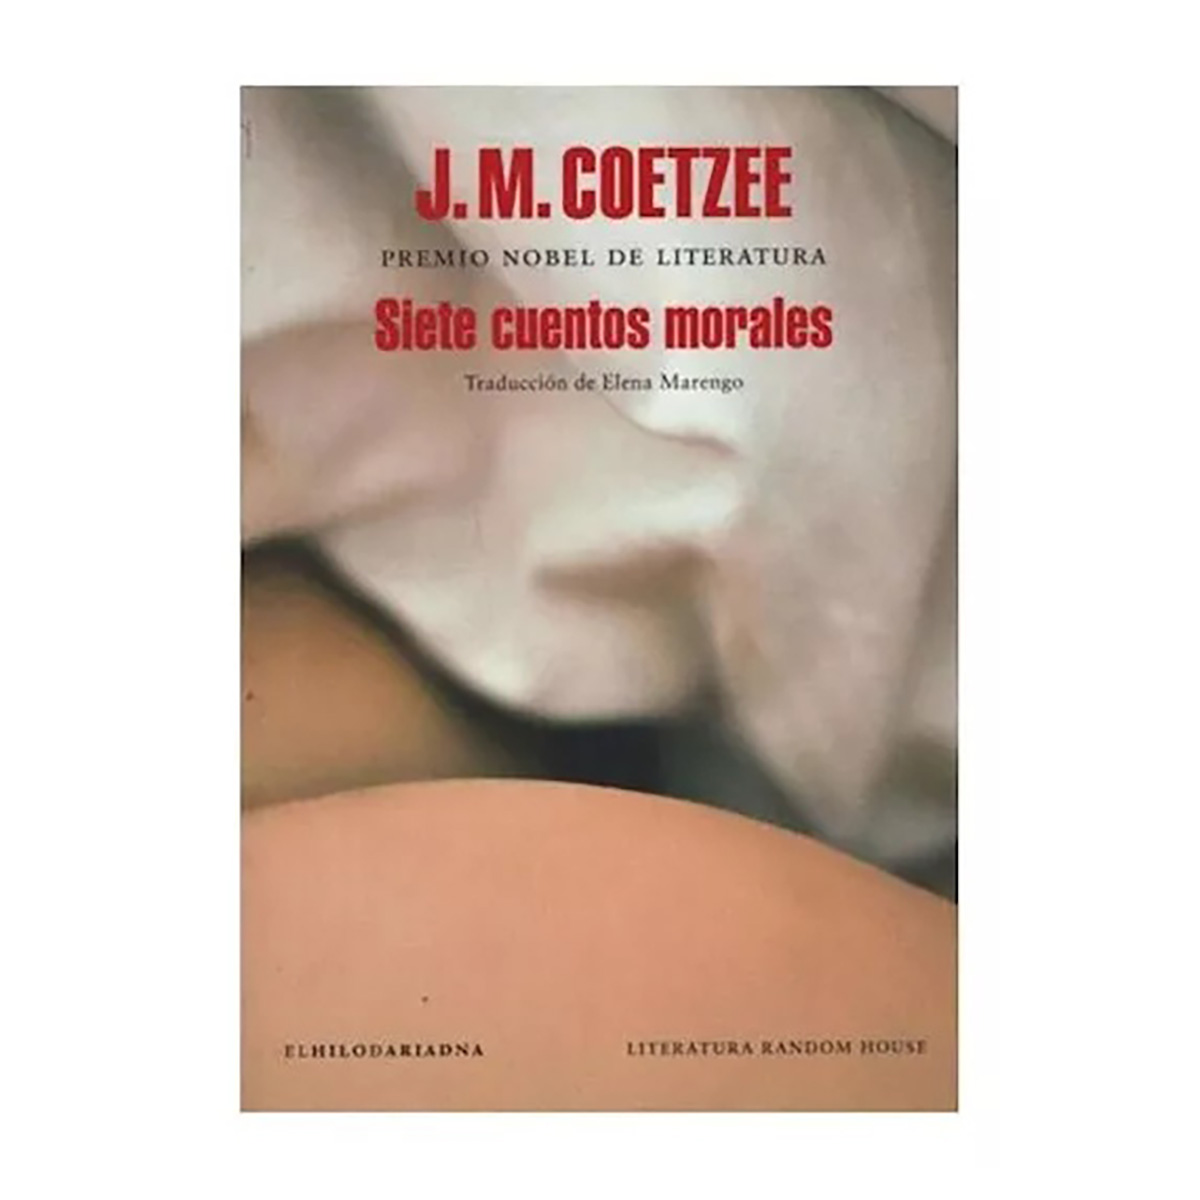 J. M. COETZEE
PREMIO NOBEL DE LITERATURA
Siete cuentos morales
Traducción de Elena Marengo
ELHILODARIADNA
LITERATURA RANDOM HOUSE